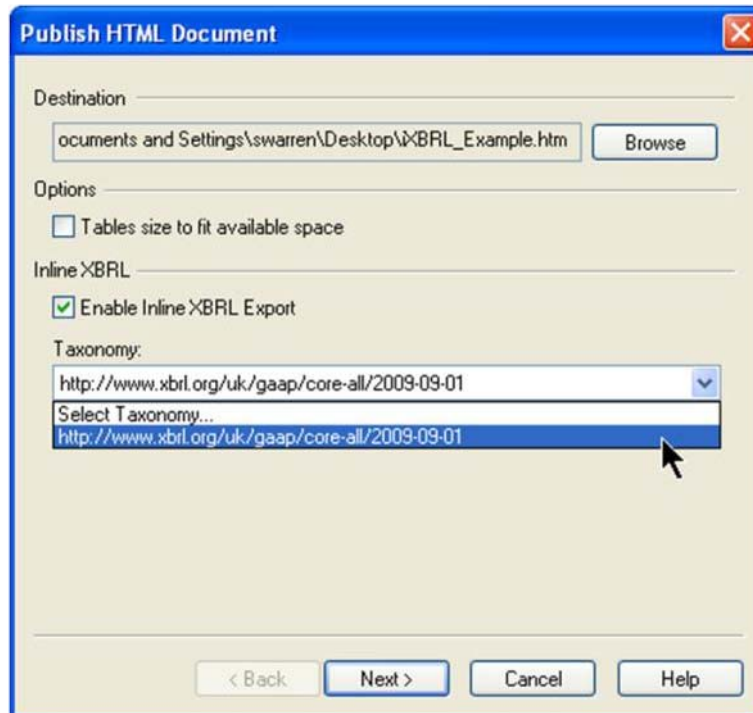 Publish HTML Document
Destination
ocuments and Settings\swarren\Desktop\iXBRL_Example.htm
Browse
Options
Tables size to fit available space
Inline XBRL
Enable Inline XBRL Export
Taxonomy:
http://www.xbrl.org/uk/gaap/core-all/2009-09-01
Select Taxonomy...
http://www.xbrl.org/uk/gaap/core-all/2009-09-01
< Back Next > Cancel Help